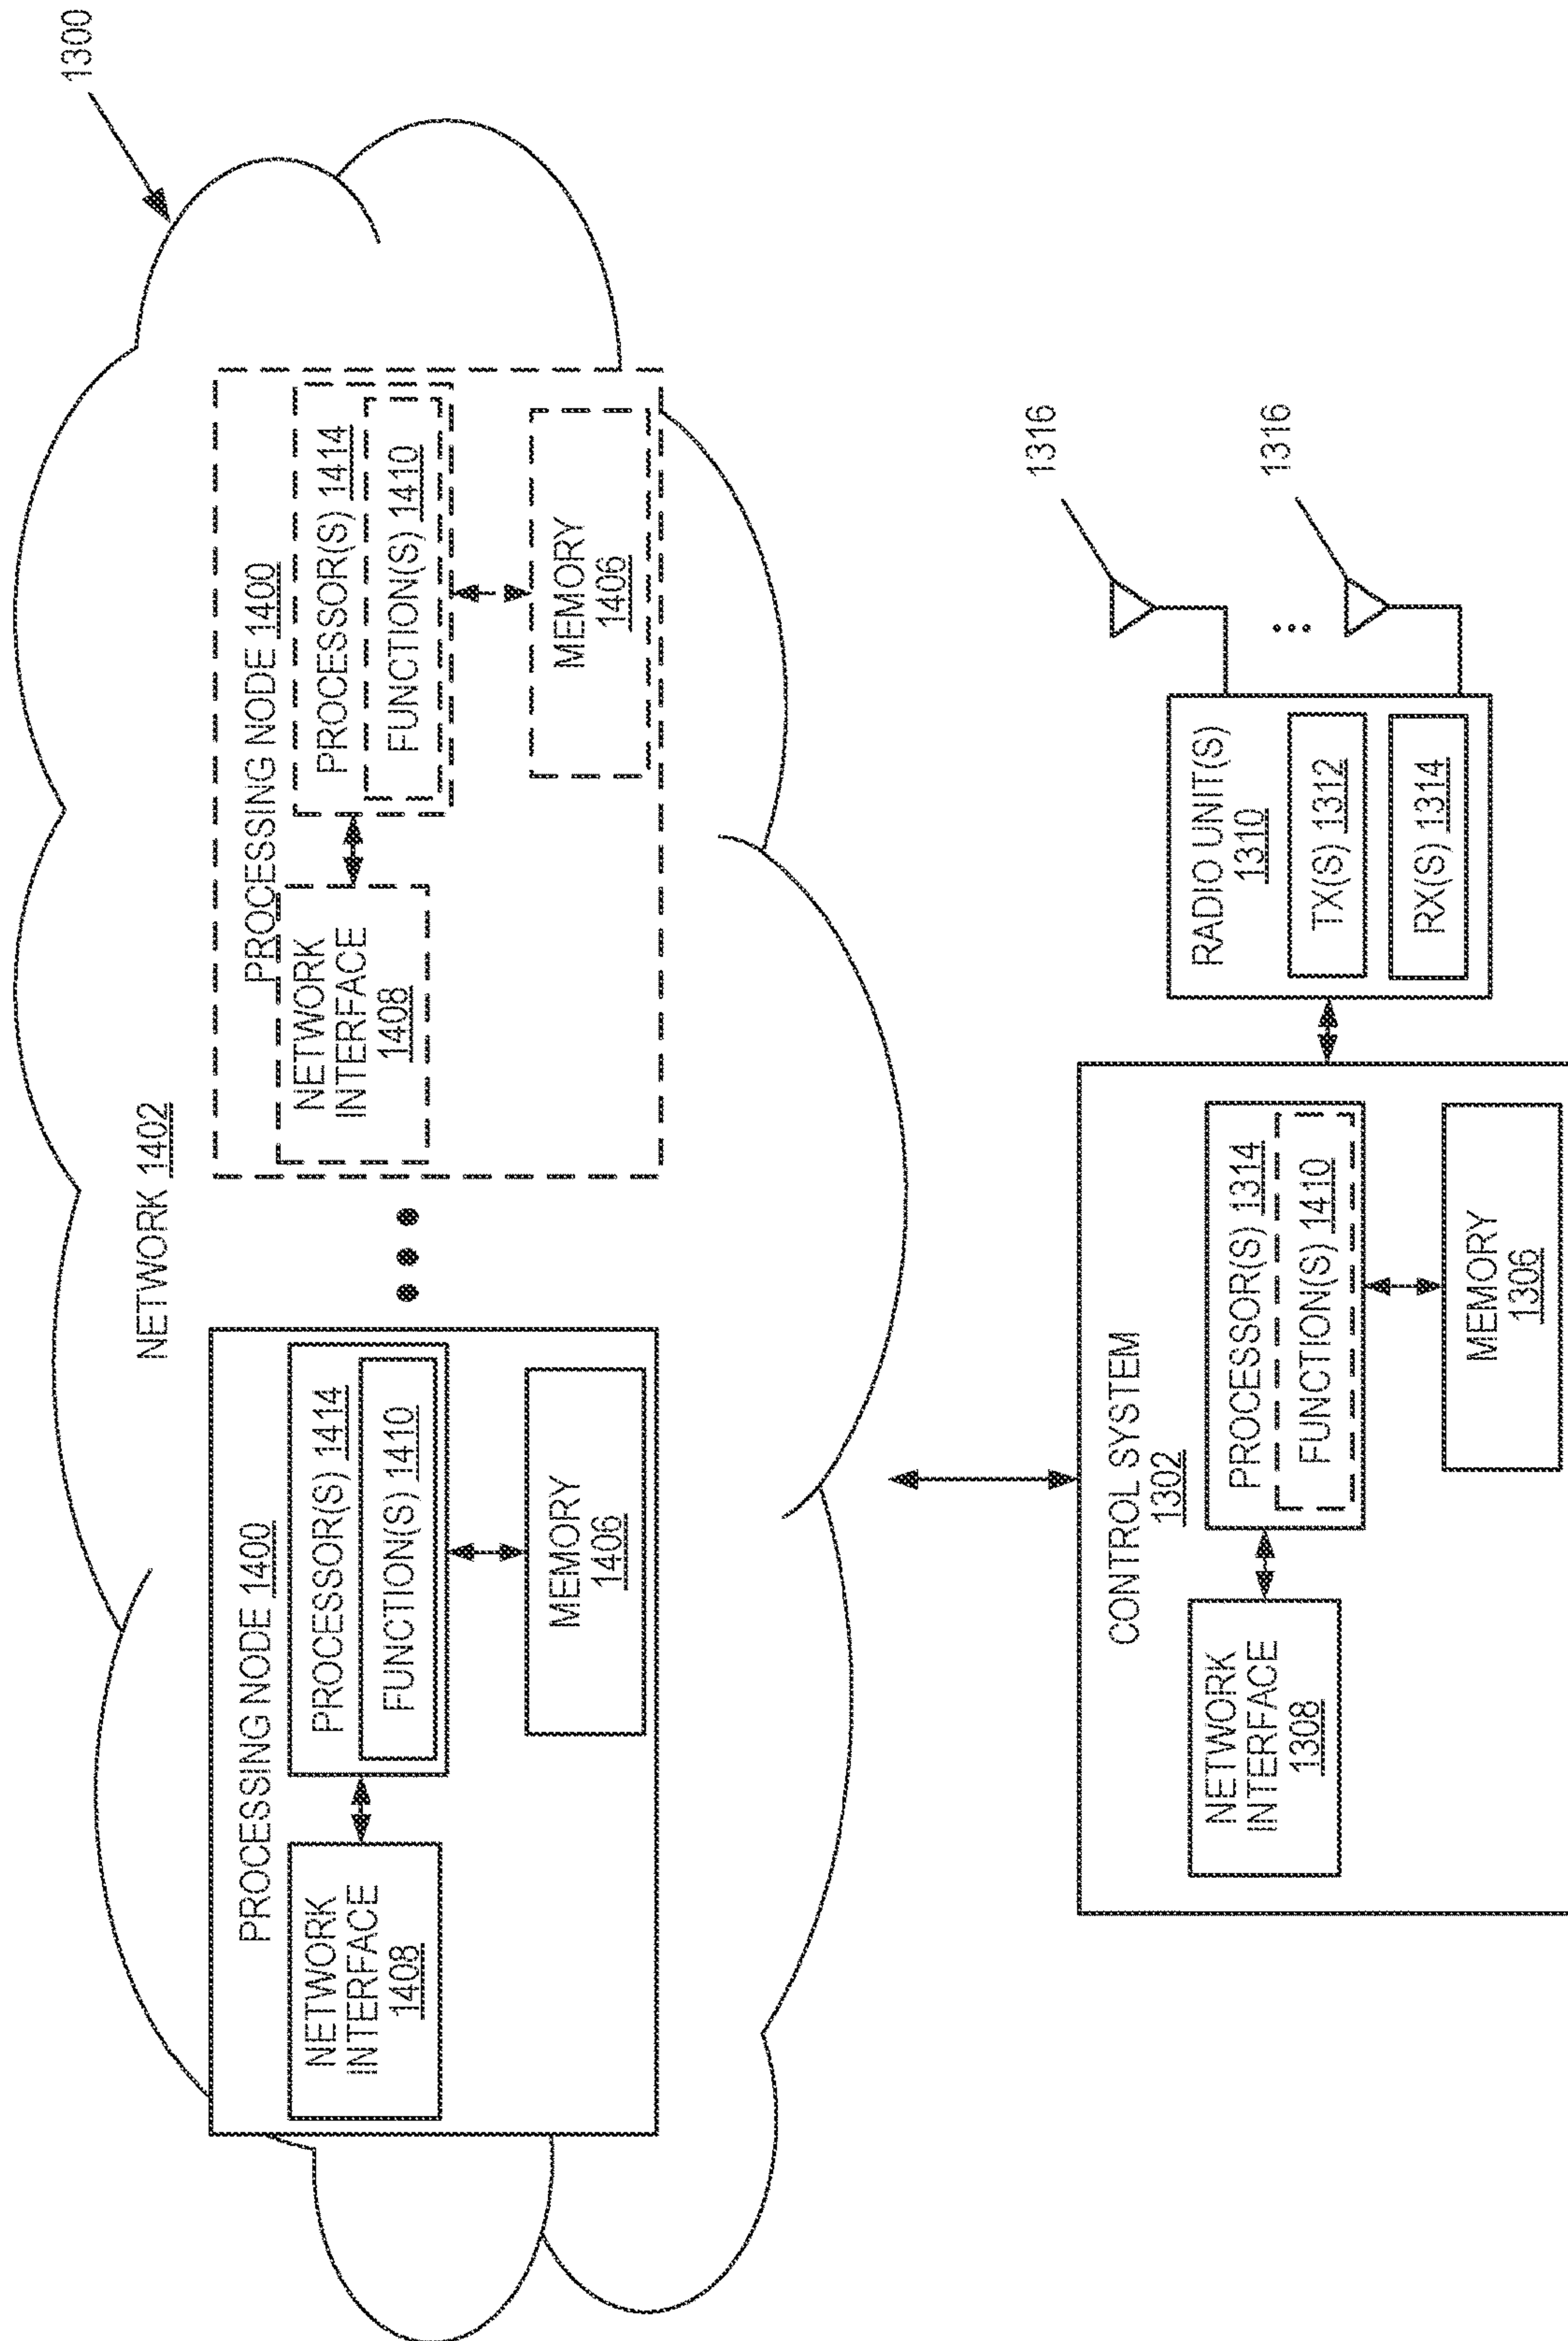 1300
NETWORK 1402
PROCESSING NODE 1400
NETWORK
INTERFACE
1408
PROCESSOR(S) 1414
FUNCTION(S) 1410
MEMORY
1406
PROCESSING NODE 1400
NETWORK
INTERFACE
1408
PROCESSOR(S) 1414
FUNCTION(S) 1410
MEMORY
1406
CONTROL SYSTEM
1302
NETWORK
INTERFACE
1308
PROCESSOR(S) 1314
FUNCTION(S) 1410
MEMORY
1306
RADIO UNIT(S)
1310
TX(S) 1312
RX(S) 1314
1316
1316